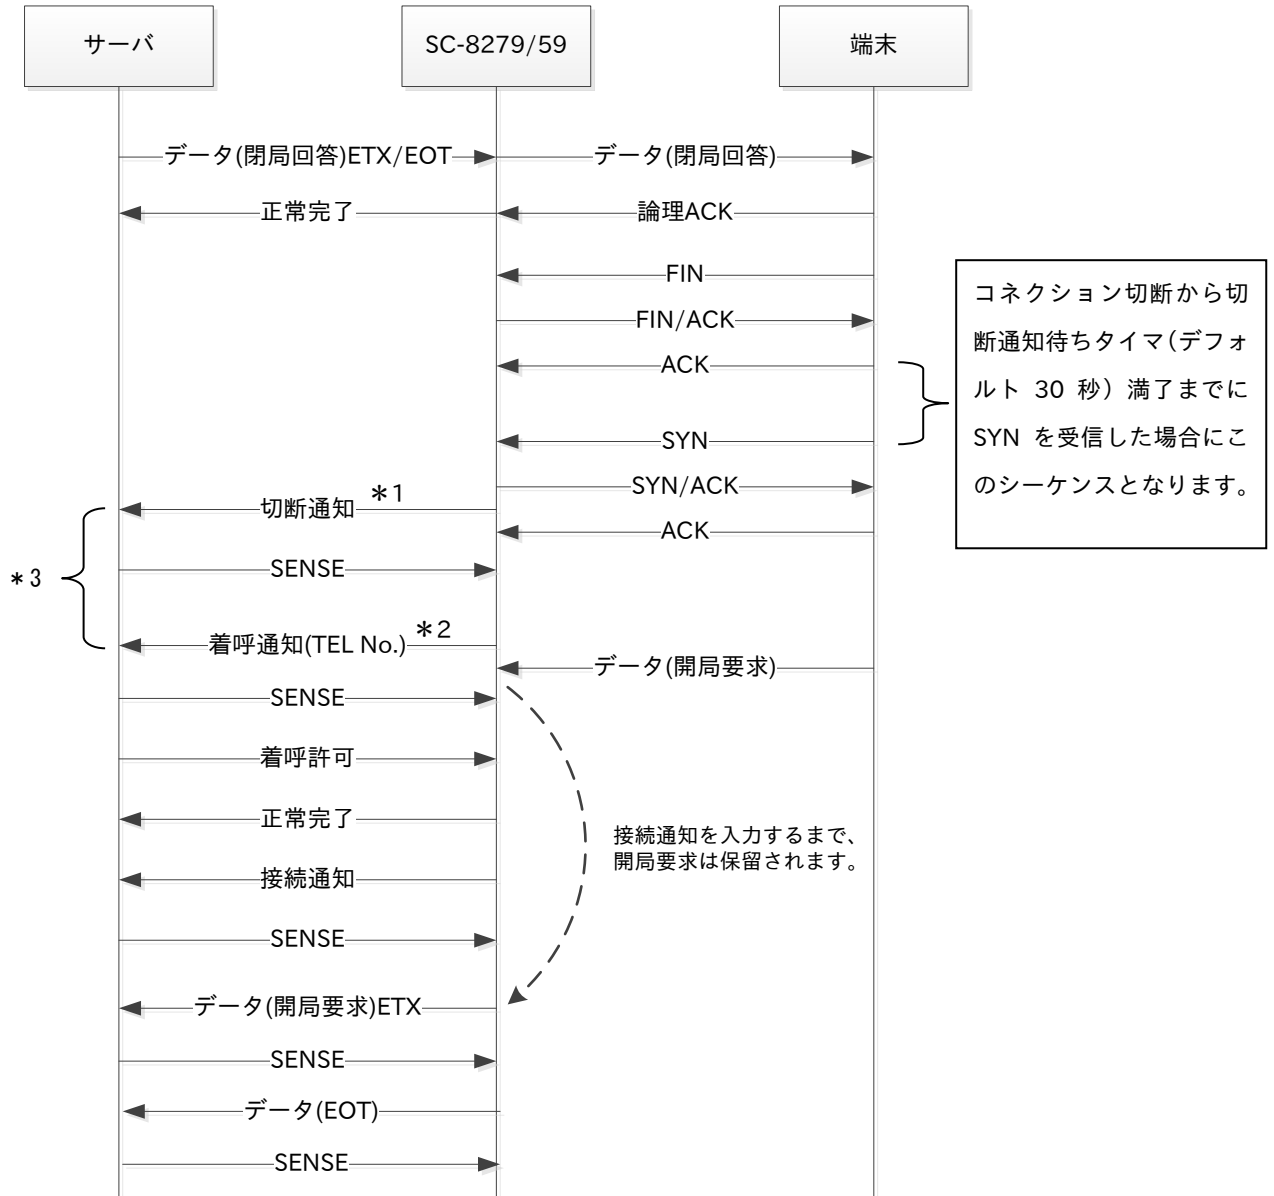 サーバ
SC-8279/59
端末
データ(閉局回答)ETX/EOT
データ(閉局回答)
正常完了
論理ACK
FIN
FIN/ACK
ACK
SYN
SYN/ACK
コネクション切断から切
断通知待ちタイマ(デフォ
ルト 30 秒)満了までに
SYN を受信した場合にこ
のシーケンスとなります。
切断通知 *1
ACK
SENSE
*3
着呼通知(TEL No.) *2
データ(開局要求)
SENSE
着呼許可
正常完了
接続通知を入力するまで、
開局要求は保留されます。
接続通知
SENSE
データ(開局要求)ETX
SENSE
データ(EOT)
SENSE